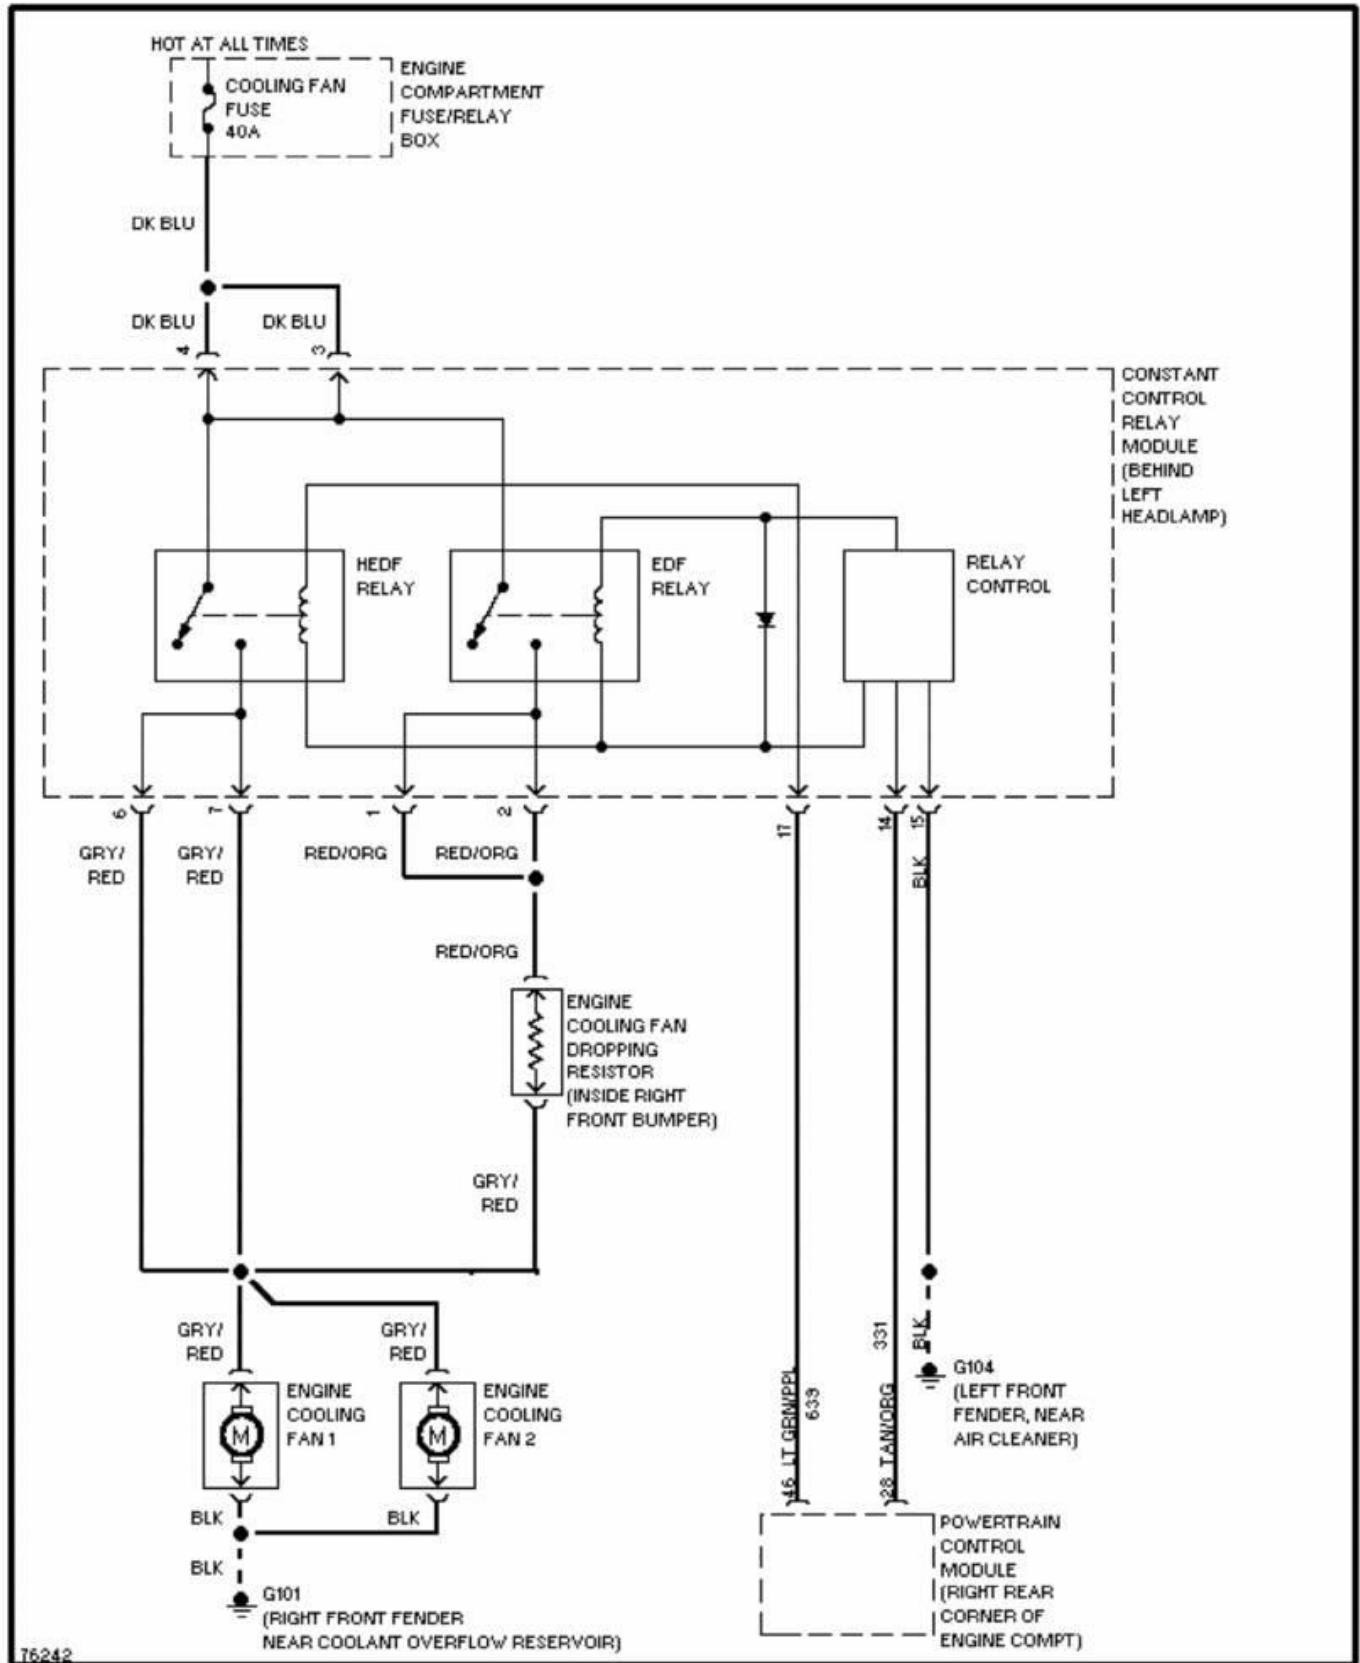 HOT AT ALL TIMES
COOLING FAN
FUSE
40A
ENGINE
COMPARTMENT
FUSE/RELAY
BOX
DK BLU
DK BLU
DK BLU
4
3
CONSTANT
CONTROL
RELAY
MODULE
(BEHIND
LEFT
HEADLAMP)
HEDF
RELAY
EDF
RELAY
RELAY
CONTROL
6
7
1
2
17
14
15
GRY/
RED
GRY/
RED
RED/ORG
RED/ORG
BLK
RED/ORG
ENGINE
COOLING FAN
DROPPING
RESISTOR
(INSIDE RIGHT
FRONT BUMPER)
GRY/
RED
GRY/
RED
GRY/
RED
331
BLK
G104
(LEFT FRONT
FENDER, NEAR
AIR CLEANER)
ENGINE
COOLING
FAN 1
M
ENGINE
COOLING
FAN 2
M
46 LT GRN/PPL
639
28 TAN/ORG
BLK
BLK
BLK
G101
(RIGHT FRONT FENDER
NEAR COOLANT OVERFLOW RESERVOIR)
POWERTRAIN
CONTROL
MODULE
(RIGHT REAR
CORNER OF
ENGINE COMPT)
76242